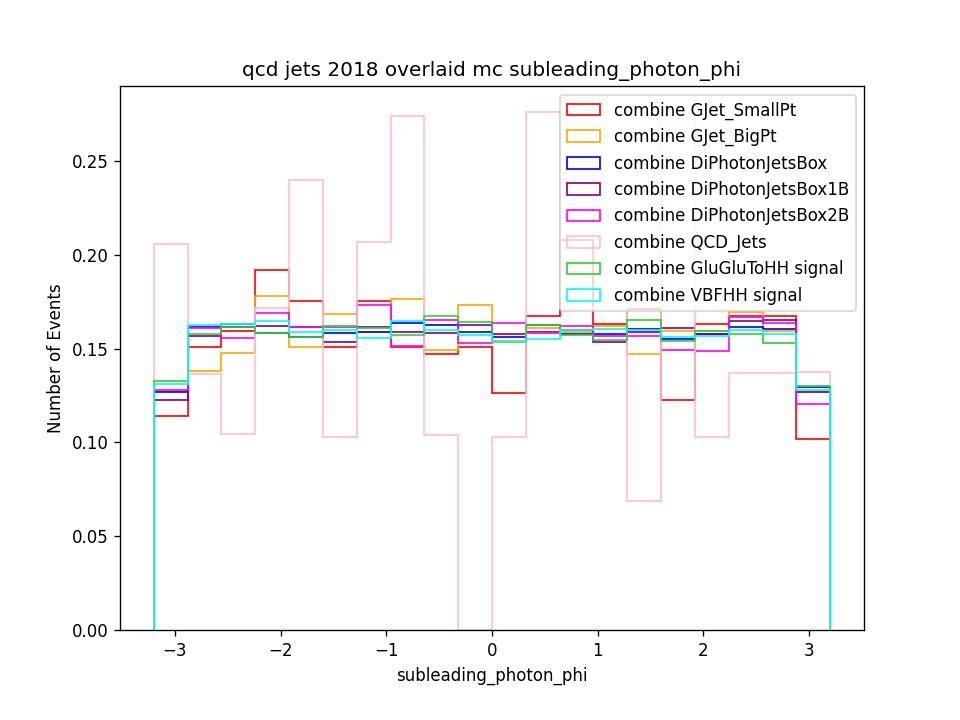 qcd jets 2018 overlaid mc subleading_photon_phi
combine GJet_SmallPt
combine GJet_BigPt
combine DiPhotonJetsBox
combine DiPhotonJetsBox1B
combine DiPhotonJetsBox2B
combine QCD_Jets
combine GluGluToHH signal
combine VBFHH signal
Number of Events
0.25
0.20
0.15
0.10
0.05
0.00
−3 −2 −1 0 1 2 3
subleading_photon_phi